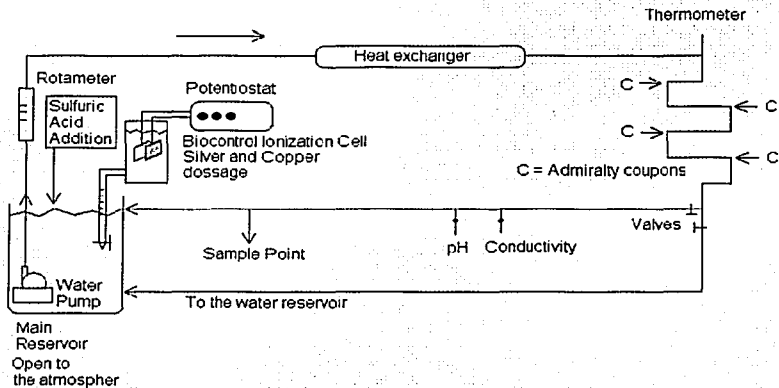 Thermometer
Heat exchanger
Rotameter
Potentiostat
Sulfuric
Acid
Addition
Biocontrol Ionization Cell
Silver and Copper
dossage
C
C
C
C
C = Admiralty coupons
Valves
Sample Point
pH
Conductivity
Water
Pump
To the water reservoir
Main
Reservoir
Open to
the atmospher